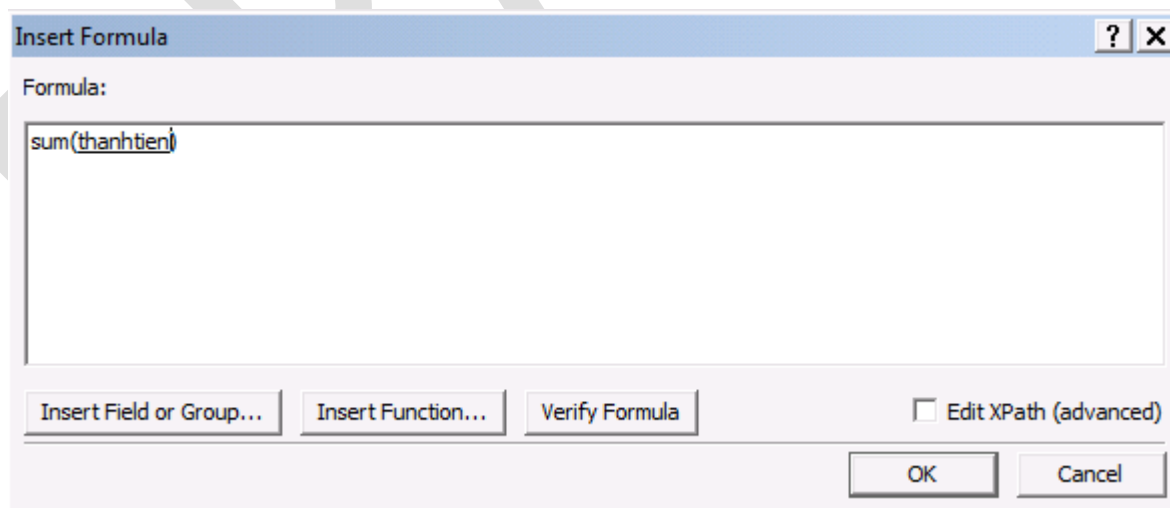 Insert Formula
Formula:
sum(thanhtien)
Insert Field or Group... Insert Function... Verify Formula Edit XPath (advanced)
OK Cancel